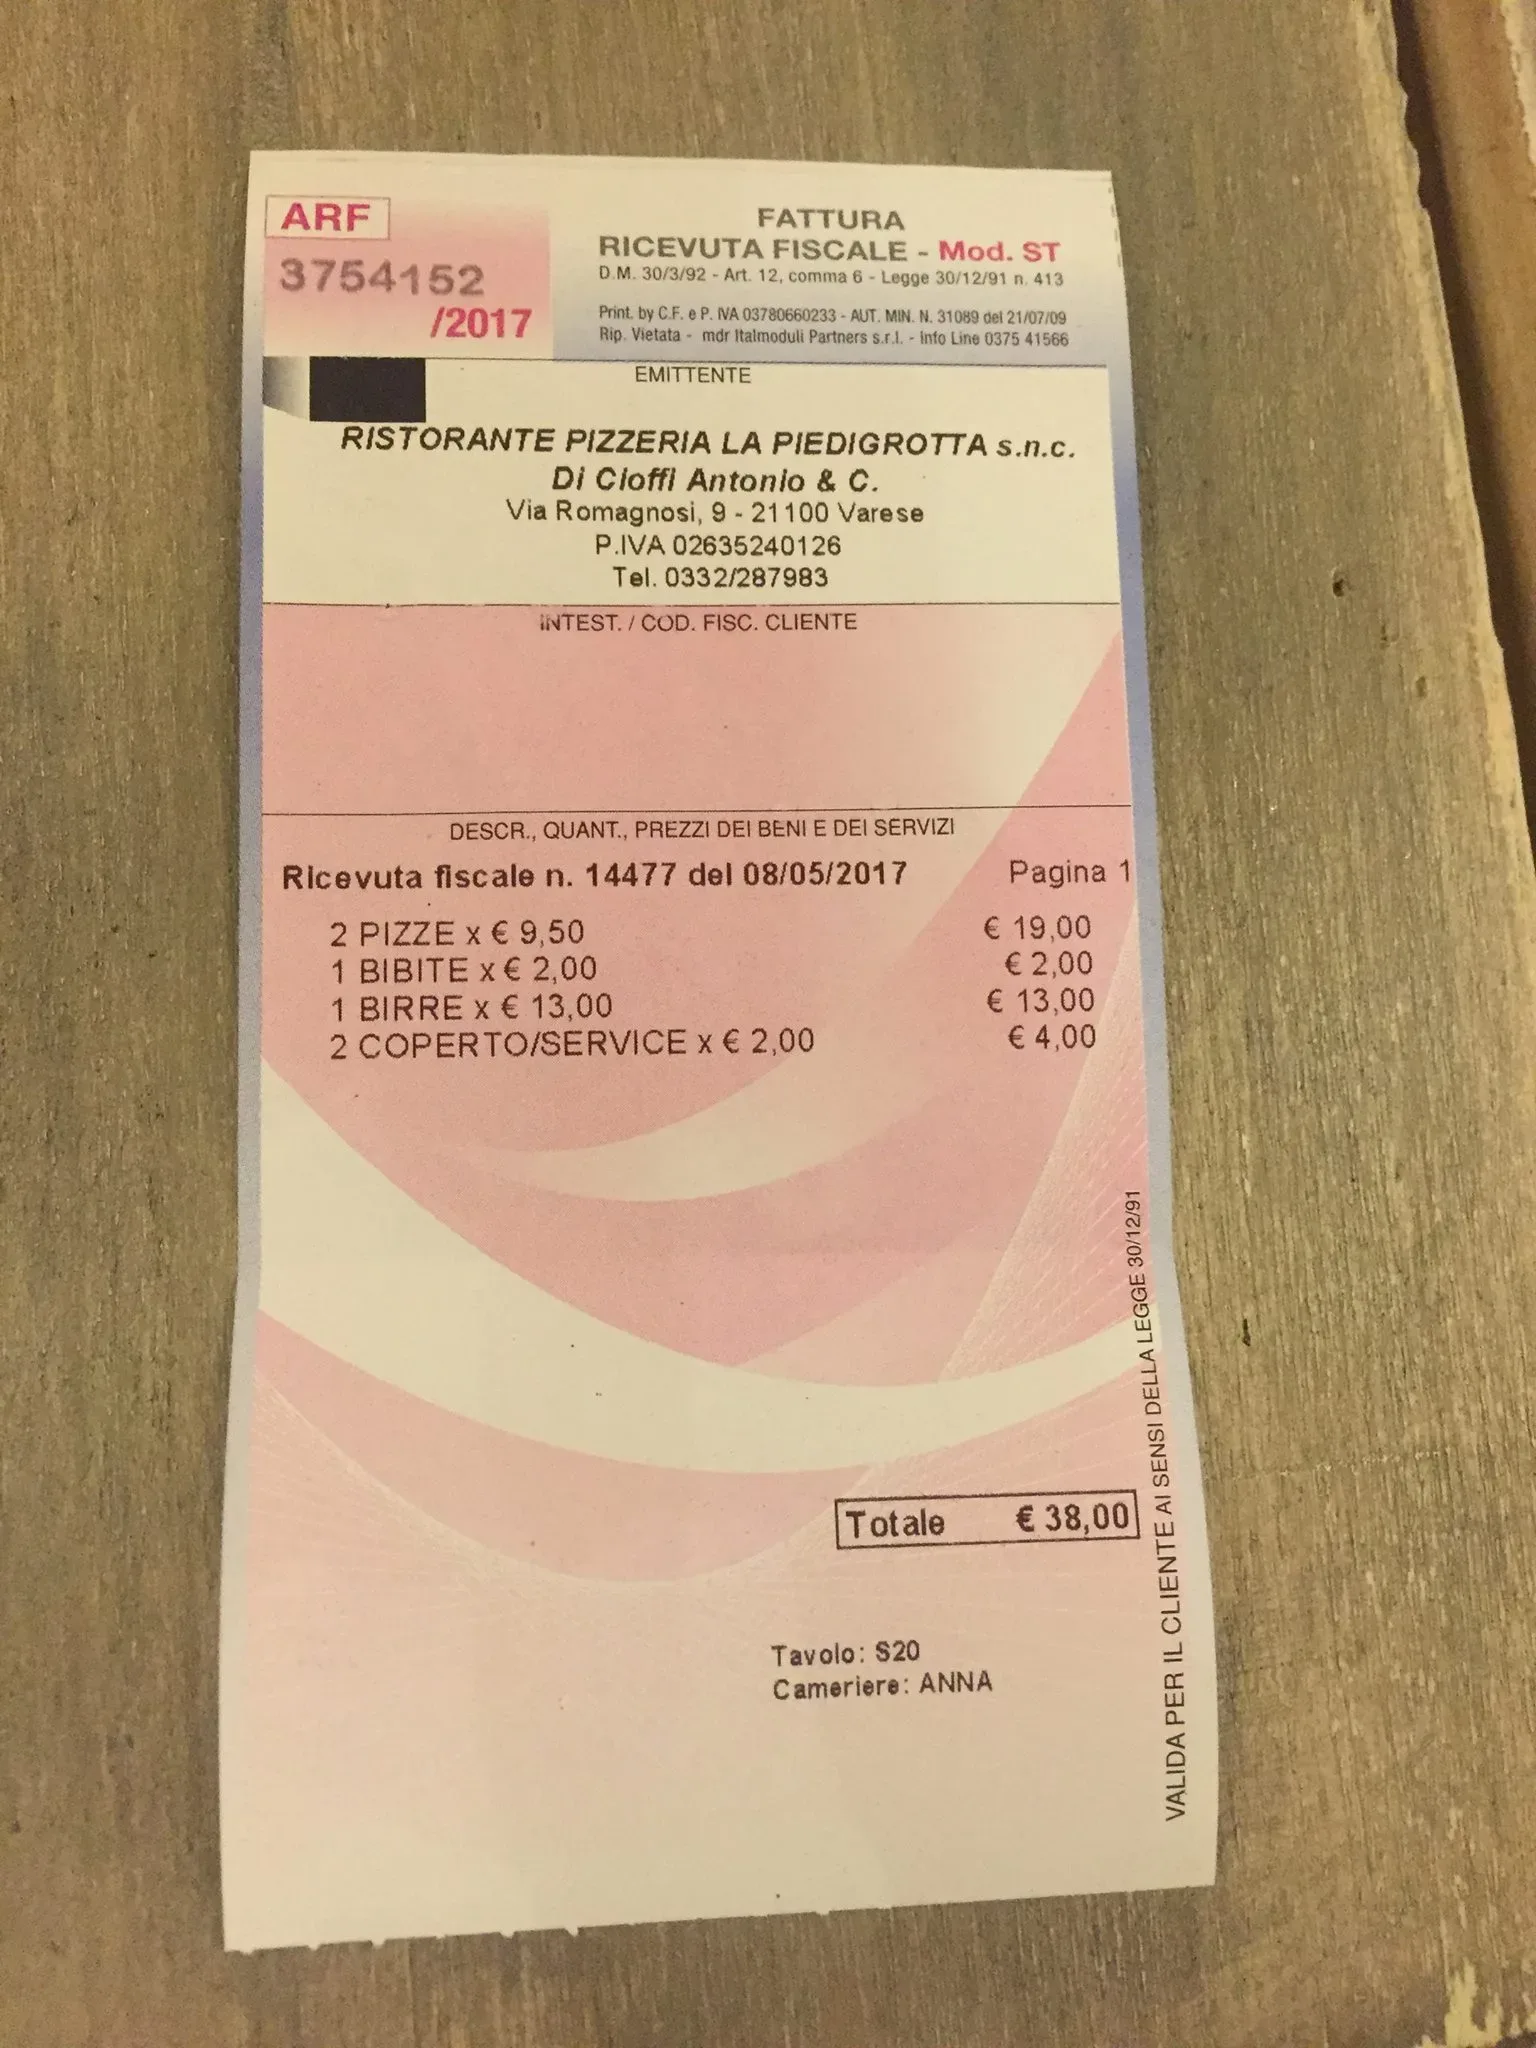 ARF
3754152
/2017
FATTURA
RICEVUTA FISCALE - Mod. ST
D.M. 30/3/92 - Art. 12, comma 6 - Legge 30/12/91 n. 413
Print. by C.F. e P. IVA 03780660233 - AUT. MIN. N. 31089 del 21/07/09
Rip. Vietata - mdr Italmoduli Partners s.r.l. - Info Line 0375 41566
EMITTENTE
RISTORANTE PIZZERIA LA PIEDIGROTTA s.n.c.
Di Cioffi Antonio & C.
Via Romagnosi, 9 - 21100 Varese
P.IVA 02635240126
Tel. 0332/287983
INTEST. / COD. FISC. CLIENTE
DESCR., QUANT., PREZZI DEI BENI E DEI SERVIZI
Ricevuta fiscale n. 14477 del 08/05/2017 Pagina 1
2 PIZZE x € 9,50 € 19,00
1 BIBITE x € 2,00 € 2,00
1 BIRRE x € 13,00 € 13,00
2 COPERTO/SERVICE x € 2,00 € 4,00
Totale € 38,00
Tavolo: S20
Cameriere: ANNA
VALIDA PER IL CLIENTE AI SENSI DELLA LEGGE 30/12/91